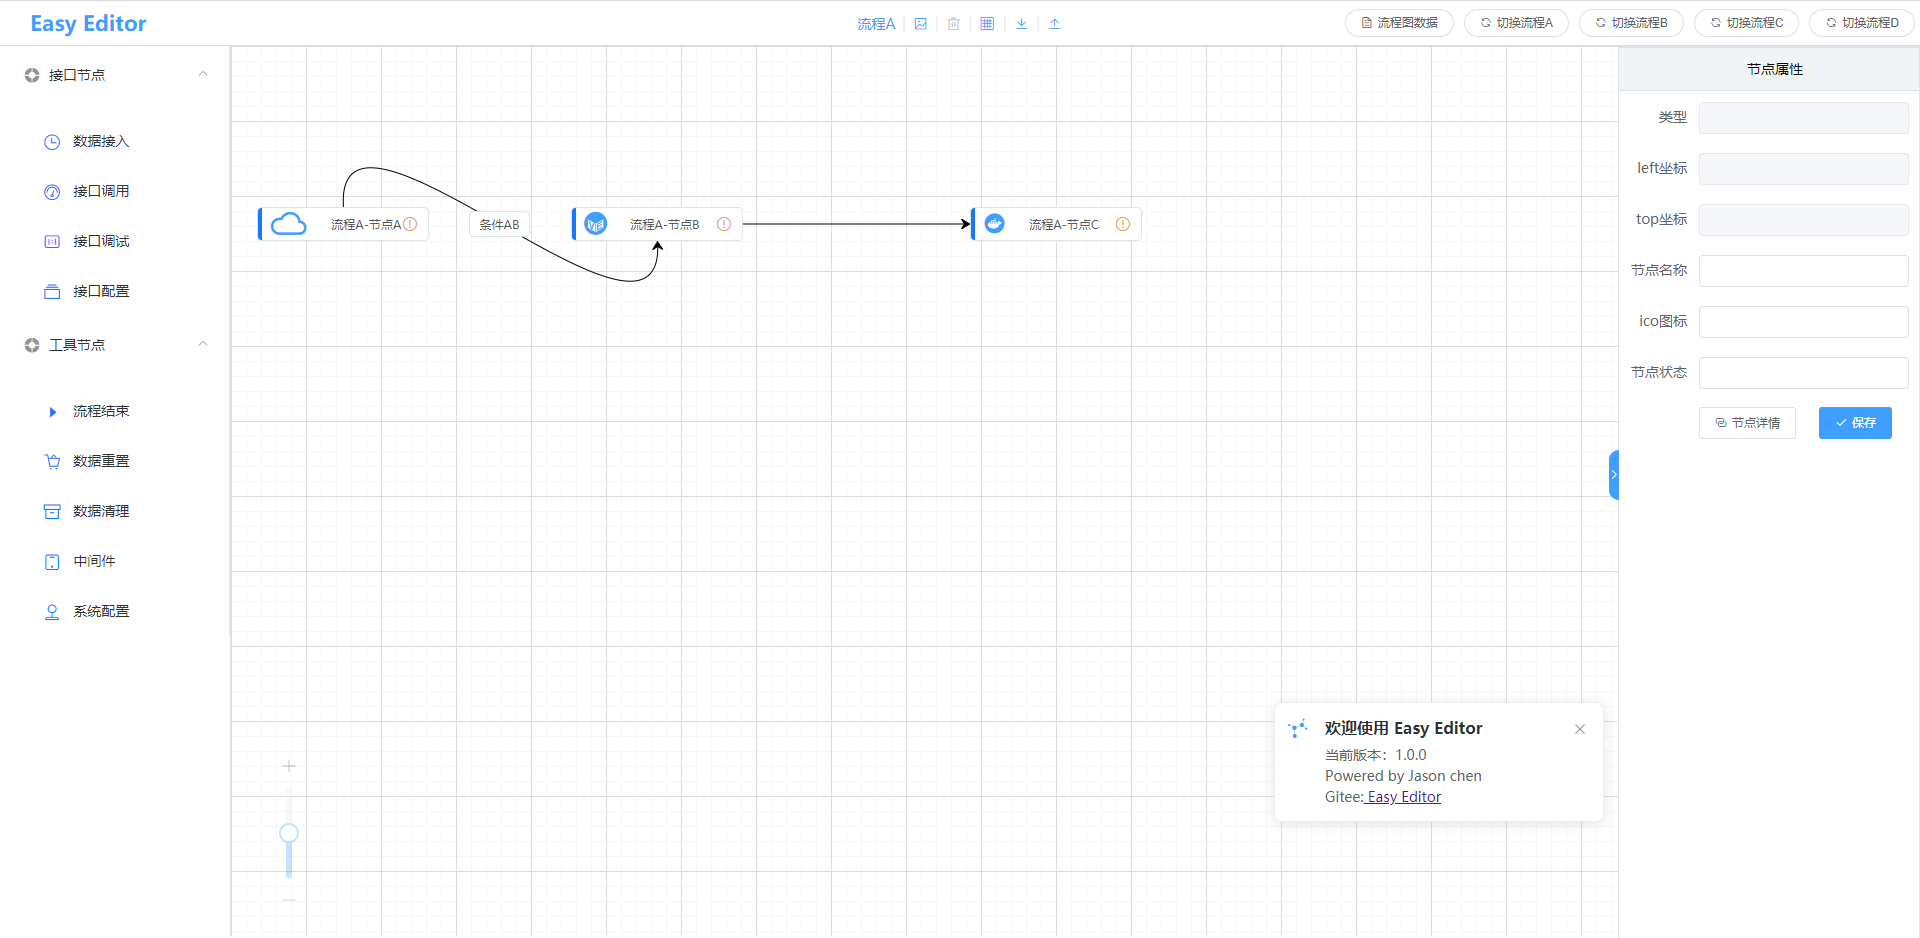 Easy Editor
流程A
流程图数据
切换流程A
切换流程B
切换流程C
切换流程D
接口节点
数据接入
接口调用
接口调试
接口配置
工具节点
流程结束
数据重置
数据清理
中间件
系统配置
流程A-节点A
条件AB
流程A-节点B
流程A-节点C
节点属性
类型
left坐标
top坐标
节点名称
ico图标
节点状态
节点详情
保存
欢迎使用 Easy Editor
当前版本：1.0.0
Powered by Jason chen
Gitee: Easy Editor